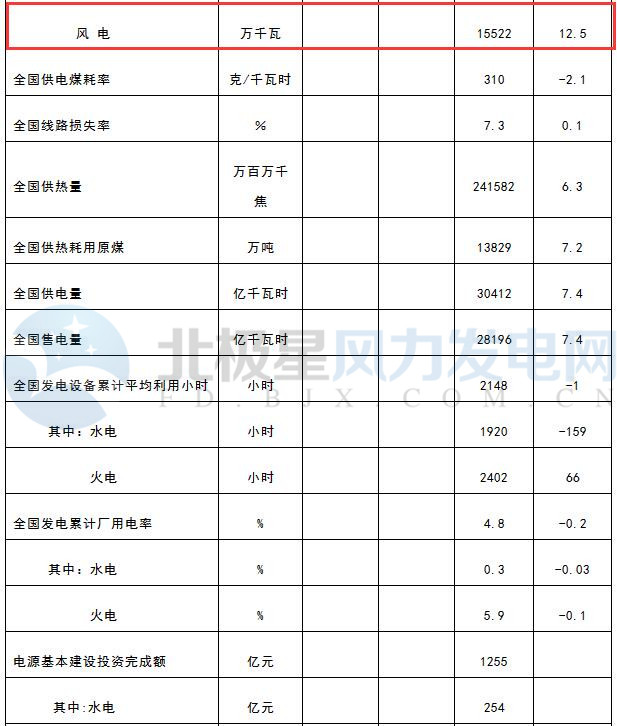 风 电 万千瓦 15522 12.5
全国供电煤耗率 克/千瓦时 310 -2.1
全国线路损失率 % 7.3 0.1
全国供热量 万百万千焦 241582 6.3
全国供热耗用原煤 万吨 13829 7.2
全国供电量 亿千瓦时 30412 7.4
全国售电量 亿千瓦时 28196 7.4
全国发电设备累计平均利用小时 小时 2148 -1
其中：水电 小时 1920 -159
火电 小时 2402 66
全国发电累计厂用电率 % 4.8 -0.2
其中：水电 % 0.3 -0.03
火电 % 5.9 -0.1
电源基本建设投资完成额 亿元 1255
其中:水电 亿元 254
北极星风力发电网
FD.BJX.COM.CN